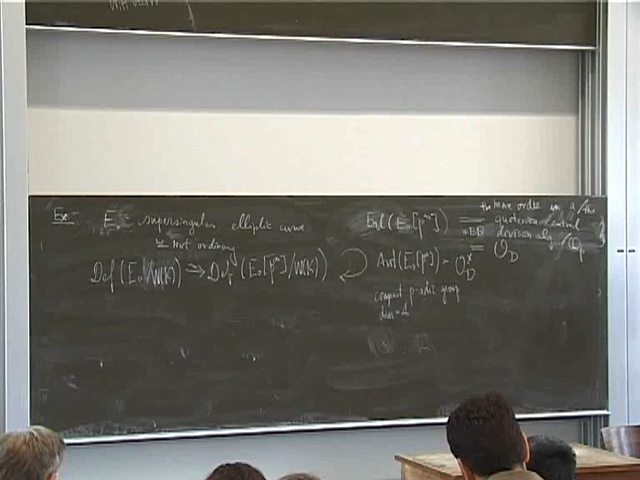 Ex: E₀ = supersingular elliptic curve
≃ not ordinary
Def(E₀/W(K)) ⥲ Def(E₀[p^∞]/W(K))
End(E₀[p^∞]) = the max order in a/the
quaternion central
division alg / Q_p
= O_D
Aut(E₀[p^∞]) = O_D^×
compact p-adic group
dim = 4